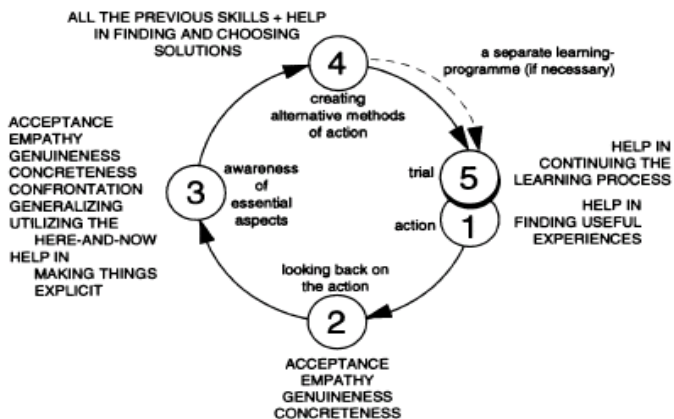 ALL THE PREVIOUS SKILLS + HELP
IN FINDING AND CHOOSING
SOLUTIONS
4
a separate learning-
programme (if necessary)
creating
alternative methods
of action
ACCEPTANCE
EMPATHY
GENUINENESS
CONCRETENESS
CONFRONTATION
GENERALIZING
UTILIZING THE
HERE-AND-NOW
HELP IN
MAKING THINGS
EXPLICIT
3
awareness
of
essential
aspects
trial
5
HELP IN
CONTINUING THE
LEARNING PROCESS
action
1
HELP IN
FINDING USEFUL
EXPERIENCES
looking back on
the action
2
ACCEPTANCE
EMPATHY
GENUINENESS
CONCRETENESS